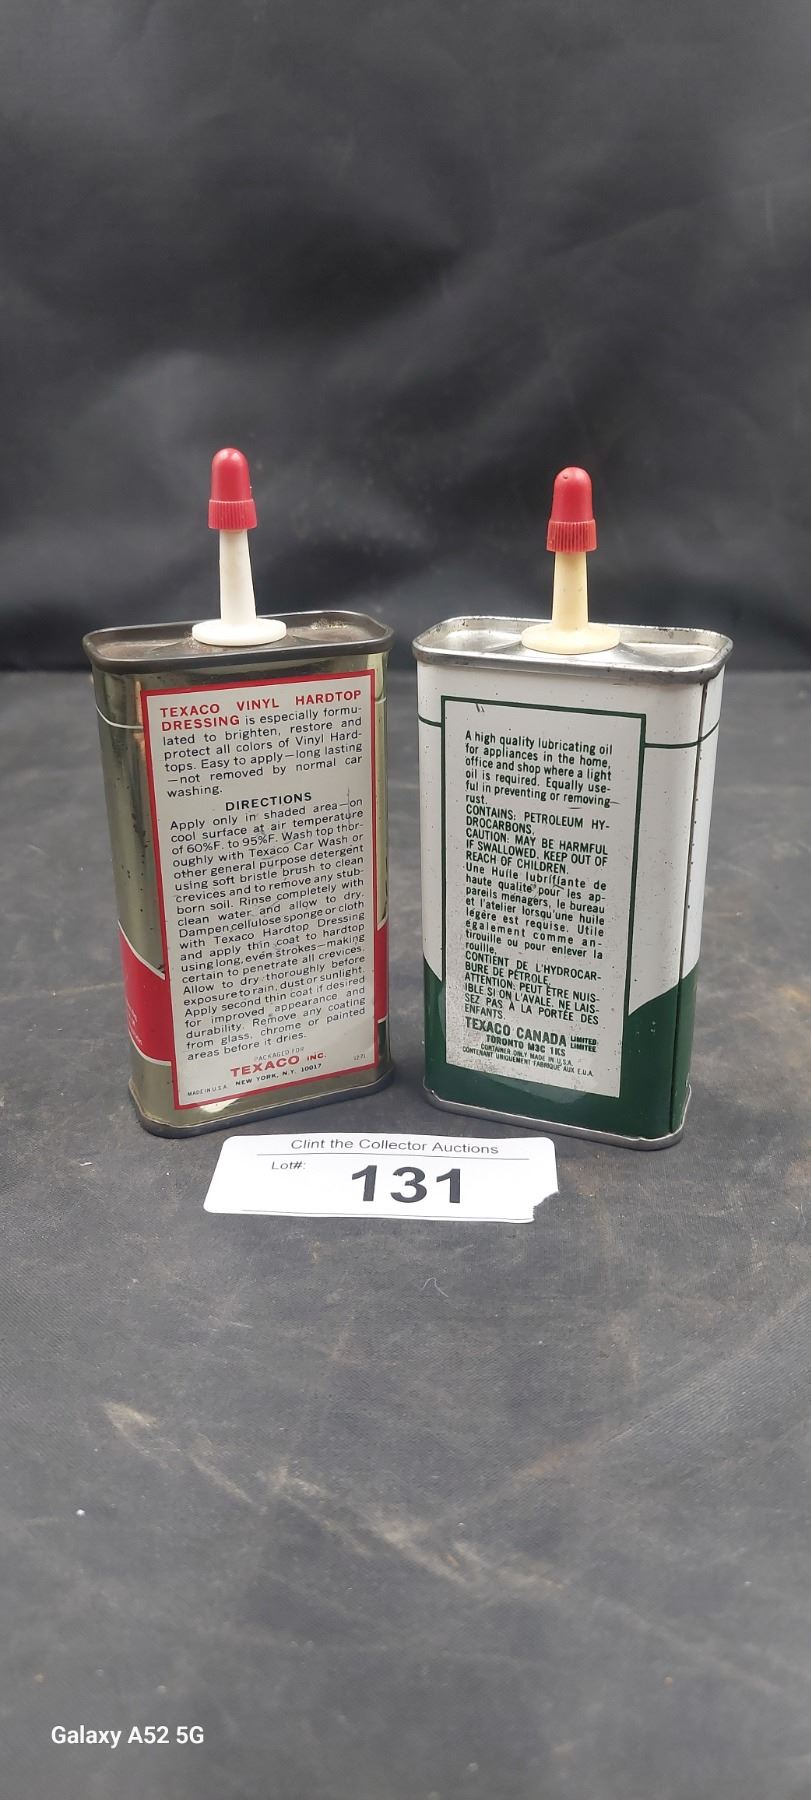 TEXACO VINYL HARDTOP
DRESSING is especially formu-
lated to brighten, restore and
protect all colors of Vinyl Hard-
tops. Easy to apply—long lasting
—not removed by normal car
washing.
DIRECTIONS
Apply only in shaded area—on
cool surface at air temperature
of 60%F. to 95%F. Wash top thor-
oughly with Texaco Car Wash or
other general purpose detergent
using soft bristle brush to clean
crevices and to remove any stub-
born soil. Rinse completely with
clean water and allow to dry.
Dampen cellulose sponge or cloth
with Texaco Hardtop Dressing
and apply thin coat to hardtop
using long, even strokes—making
certain to penetrate all crevices.
Allow to dry thoroughly before
exposure to rain, dust or sunlight.
Apply second thin coat if desired
for improved appearance and
durability. Remove any coating
from glass, chrome or painted
areas before it dries.
PACKAGED FOR
TEXACO INC. 12-71
MADE IN U.S.A. NEW YORK, N.Y. 10017
A high quality lubricating oil
for appliances in the home,
office and shop where a light
oil is required. Equally use-
ful in preventing or removing
rust.
CONTAINS: PETROLEUM HY-
DROCARBONS.
CAUTION: MAY BE HARMFUL
IF SWALLOWED. KEEP OUT OF
REACH OF CHILDREN.
Une Huile lubrifiante de
haute qualité pour les ap-
pareils ménagers, le bureau
et l'atelier lorsqu'une huile
légère est requise. Utile
également comme an-
tirouille ou pour enlever la
rouille.
CONTIENT DE L'HYDROCAR-
BURE DE PÉTROLE.
ATTENTION: PEUT ÊTRE NUIS-
IBLE SI ON L'AVALE. NE LAIS-
SEZ PAS À LA PORTÉE DES
ENFANTS.
TEXACO CANADA LIMITED
LIMITÉE
TORONTO M3C 1K5
CONTAINER ONLY MADE IN U.S.A.
CONTENANT UNIQUEMENT FABRIQUÉ AUX E.U.A.
Clint the Collector Auctions
Lot#: 131
Galaxy A52 5G